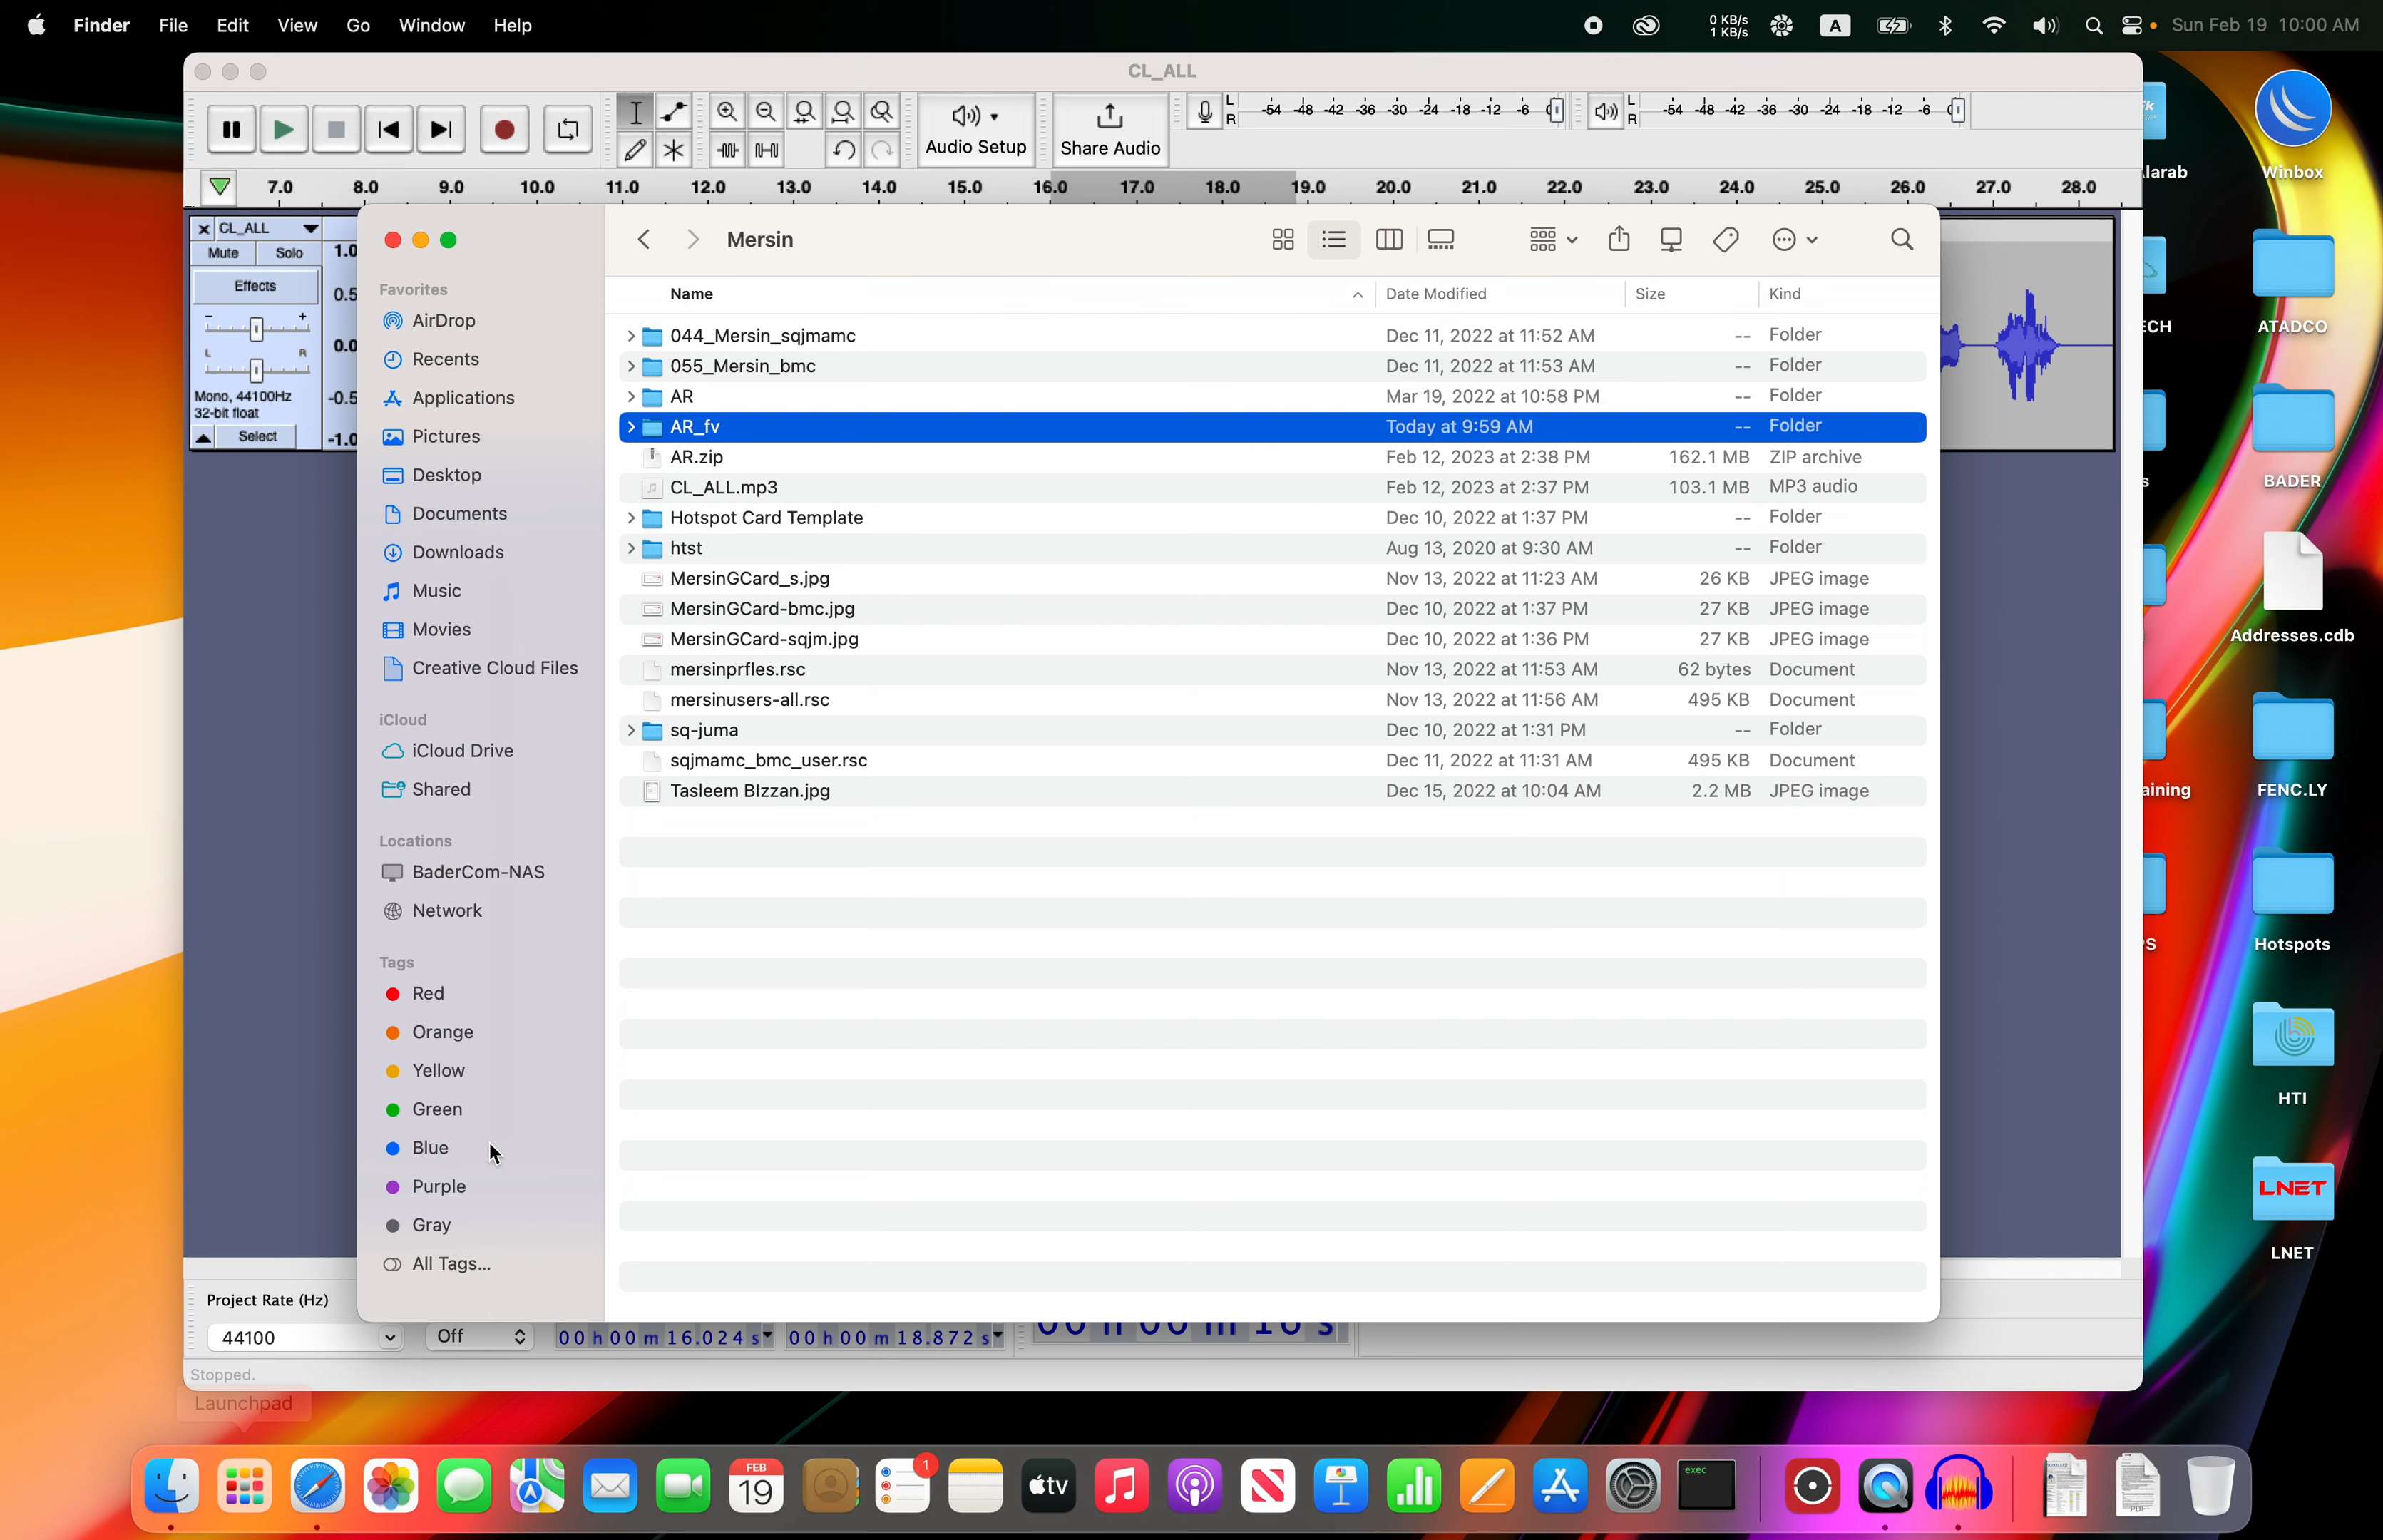 Finder File Edit View Go Window Help 0 KB/s 1 KB/s A Sun Feb 19 10:00 AM
CL_ALL
Audio Setup
Share Audio
L R -54 -48 -42 -36 -30 -24 -18 -12 -6 0
L R -54 -48 -42 -36 -30 -24 -18 -12 -6 0
7.0 8.0 9.0 10.0 11.0 12.0 13.0 14.0 15.0 16.0 17.0 18.0 19.0 20.0 21.0 22.0 23.0 24.0 25.0 26.0 27.0 28.0
CL_ALL
Mute Solo
Effects
- +
L R
Mono, 44100Hz
32-bit float
Select
1.0
0.5
0.0
-0.5
-1.0
Mersin
Favorites
AirDrop
Recents
Applications
Pictures
Desktop
Documents
Downloads
Music
Movies
Creative Cloud Files
iCloud
iCloud Drive
Shared
Locations
BaderCom-NAS
Network
Tags
Red
Orange
Yellow
Green
Blue
Purple
Gray
All Tags...
Name Date Modified Size Kind
044_Mersin_sqjmamc Dec 11, 2022 at 11:52 AM -- Folder
055_Mersin_bmc Dec 11, 2022 at 11:53 AM -- Folder
AR Mar 19, 2022 at 10:58 PM -- Folder
AR_fv Today at 9:59 AM -- Folder
AR.zip Feb 12, 2023 at 2:38 PM 162.1 MB ZIP archive
CL_ALL.mp3 Feb 12, 2023 at 2:37 PM 103.1 MB MP3 audio
Hotspot Card Template Dec 10, 2022 at 1:37 PM -- Folder
htst Aug 13, 2020 at 9:30 AM -- Folder
MersinGCard_s.jpg Nov 13, 2022 at 11:23 AM 26 KB JPEG image
MersinGCard-bmc.jpg Dec 10, 2022 at 1:37 PM 27 KB JPEG image
MersinGCard-sqjm.jpg Dec 10, 2022 at 1:36 PM 27 KB JPEG image
mersinprfles.rsc Nov 13, 2022 at 11:53 AM 62 bytes Document
mersinusers-all.rsc Nov 13, 2022 at 11:56 AM 495 KB Document
sq-juma Dec 10, 2022 at 1:31 PM -- Folder
sqjmamc_bmc_user.rsc Dec 11, 2022 at 11:31 AM 495 KB Document
Tasleem Blzzan.jpg Dec 15, 2022 at 10:04 AM 2.2 MB JPEG image
larab
ECH
s
aining
PS
Winbox
ATADCO
BADER
Addresses.cdb
FENC.LY
Hotspots
HTI
LNET
LNET
Project Rate (Hz)
44100 Off 00 h 00 m 16.024 s 00 h 00 m 18.872 s 00 h 00 m 16 s
Stopped.
Launchpad
FEB
19
1
tv
exec
PDF